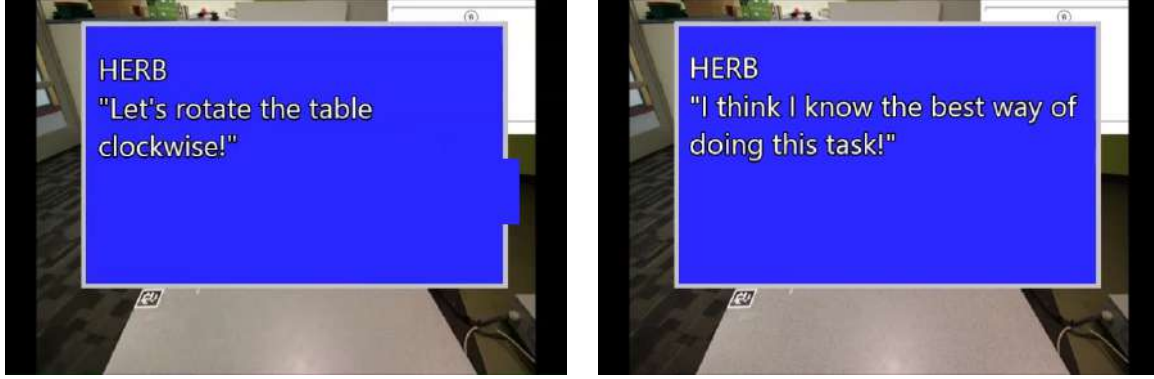 HERB
"Let's rotate the table
clockwise!"
HERB
"I think I know the best way of
doing this task!"